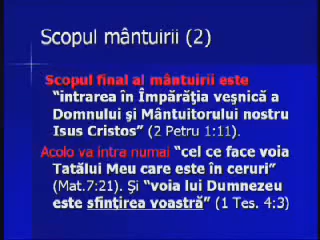 Scopul mântuirii (2)
Scopul final al mântuirii este
“intrarea în Împărăţia veşnică a
Domnului şi Mântuitorului nostru
Isus Cristos” (2 Petru 1:11).
Acolo va intra numai “cel ce face voia
Tatălui Meu care este în ceruri”
(Mat.7:21). Şi “voia lui Dumnezeu
este sfinţirea voastră” (1 Tes. 4:3)